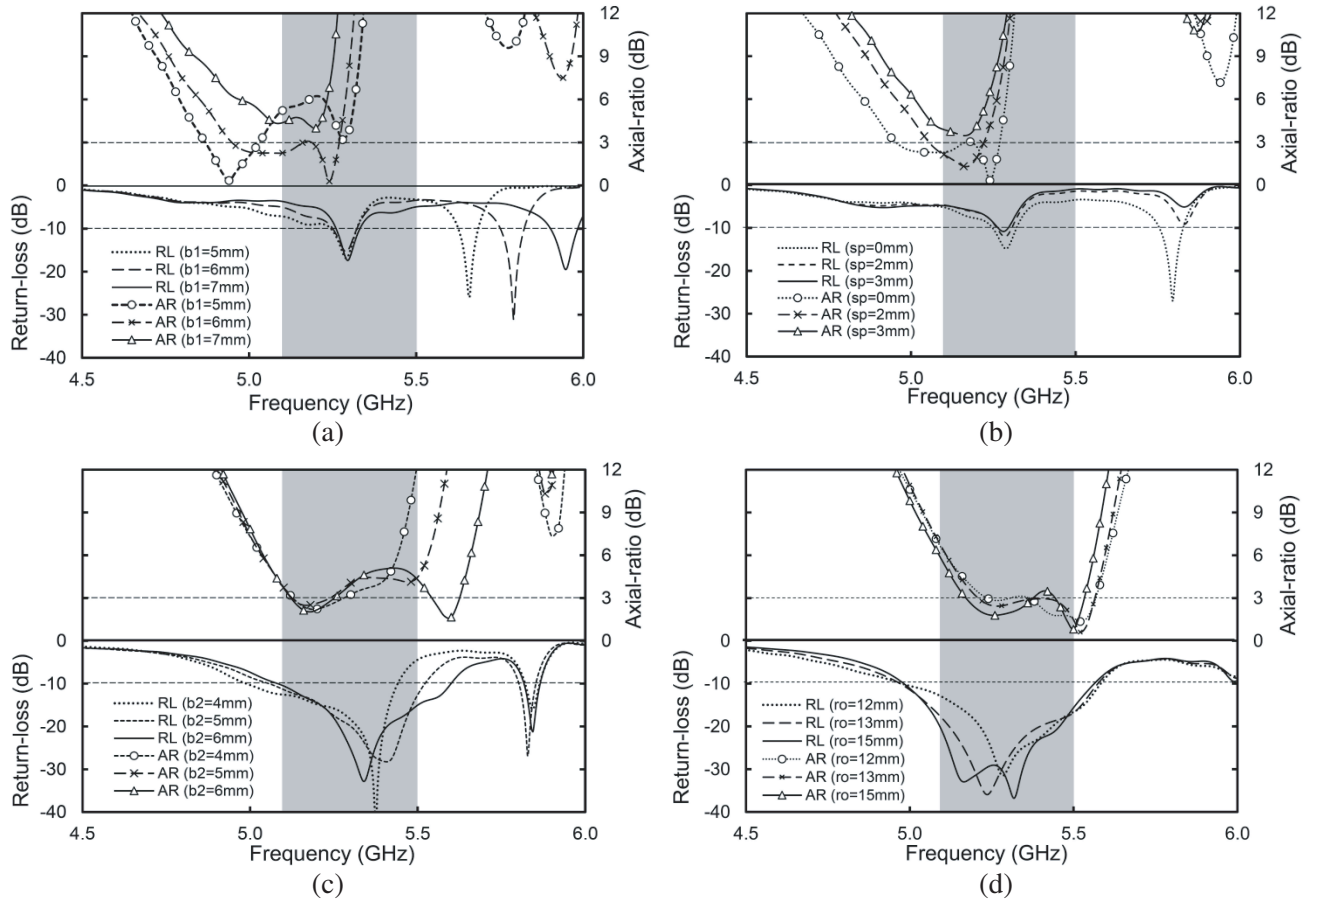 12
9
6
3
0
Axial-ratio (dB)
0
-10
-20
-30
-40
Return-loss (dB)
RL (b1=5mm)
RL (b1=6mm)
RL (b1=7mm)
AR (b1=5mm)
AR (b1=6mm)
AR (b1=7mm)
4.5 5.0 5.5 6.0
Frequency (GHz)
(a)
12
9
6
3
0
Axial-ratio (dB)
0
-10
-20
-30
-40
Return-loss (dB)
RL (sp=0mm)
RL (sp=2mm)
RL (sp=3mm)
AR (sp=0mm)
AR (sp=2mm)
AR (sp=3mm)
4.5 5.0 5.5 6.0
Frequency (GHz)
(b)
12
9
6
3
0
Axial-ratio (dB)
0
-10
-20
-30
-40
Return-loss (dB)
RL (b2=4mm)
RL (b2=5mm)
RL (b2=6mm)
AR (b2=4mm)
AR (b2=5mm)
AR (b2=6mm)
4.5 5.0 5.5 6.0
Frequency (GHz)
(c)
12
9
6
3
0
Axial-ratio (dB)
0
-10
-20
-30
-40
Return-loss (dB)
RL (ro=12mm)
RL (ro=13mm)
RL (ro=15mm)
AR (ro=12mm)
AR (ro=13mm)
AR (ro=15mm)
4.5 5.0 5.5 6.0
Frequency (GHz)
(d)